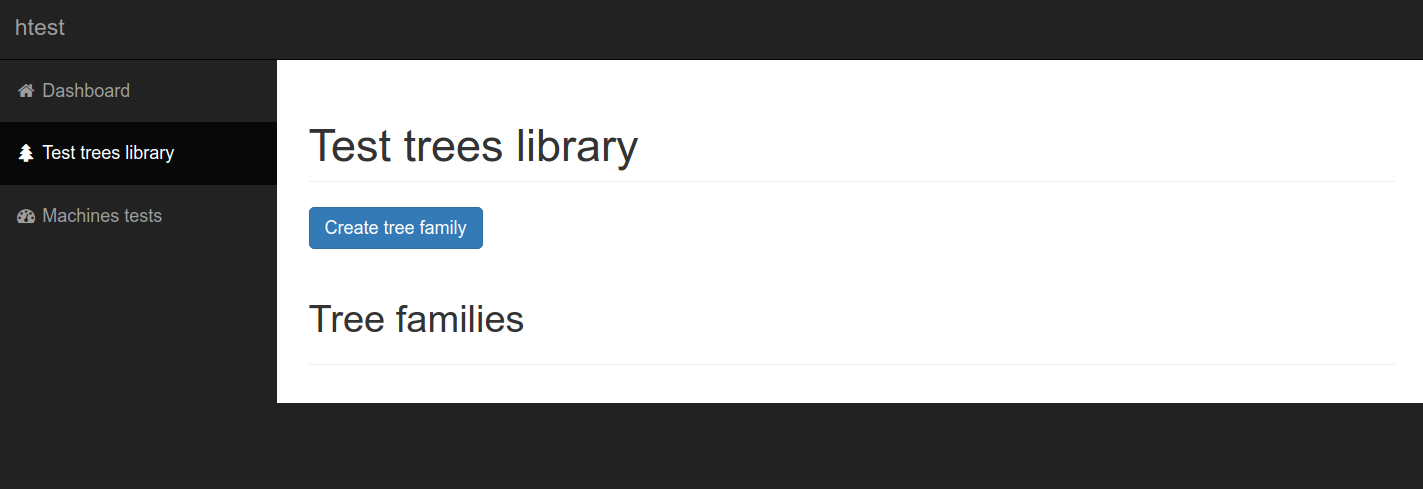 htest
Dashboard
Test trees library
Machines tests
Test trees library
Create tree family
Tree families